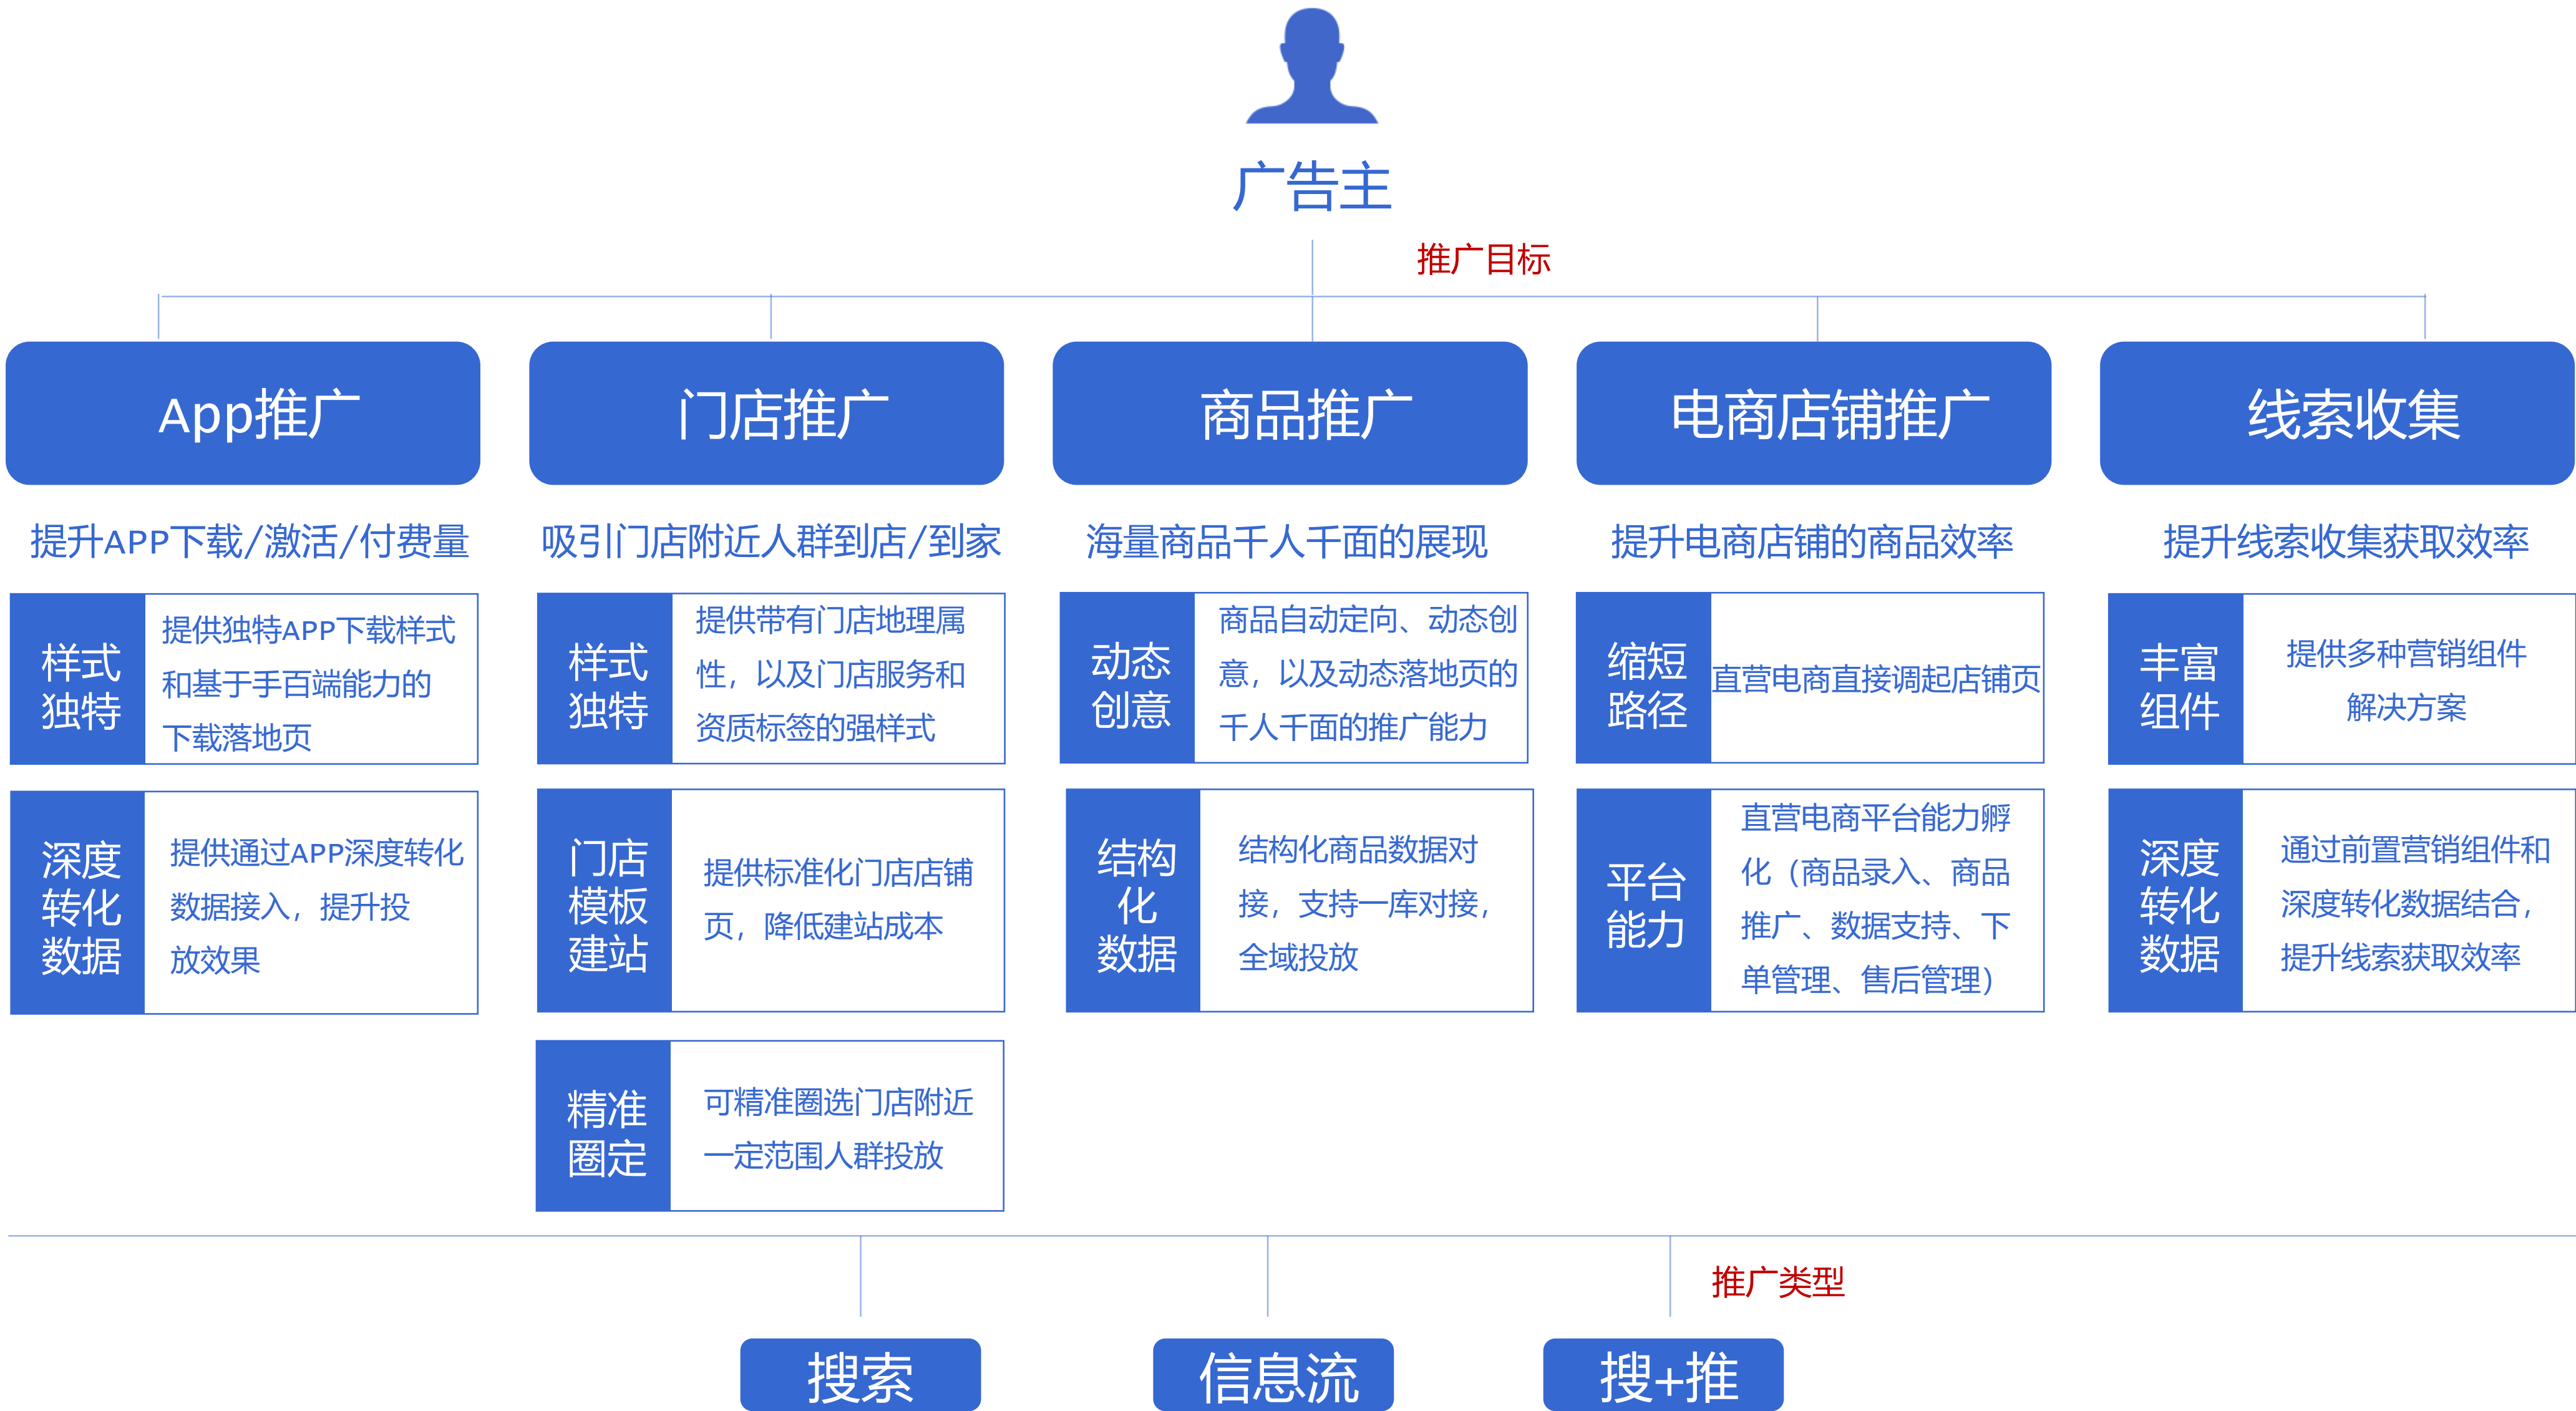 广告主
推广目标
App推广
门店推广
商品推广
电商店铺推广
线索收集
提升APP下载/激活/付费量
吸引门店附近人群到店/到家
海量商品千人千面的展现
提升电商店铺的商品效率
提升线索收集获取效率
样式
独特
提供独特APP下载样式
和基于手百端能力的
下载落地页
样式
独特
提供带有门店地理属
性，以及门店服务和
资质标签的强样式
动态
创意
商品自动定向、动态创
意，以及动态落地页的
千人千面的推广能力
缩短
路径
直营电商直接调起店铺页
丰富
组件
提供多种营销组件
解决方案
深度
转化
数据
提供通过APP深度转化
数据接入，提升投
放效果
门店
模板
建站
提供标准化门店店铺
页，降低建站成本
结构
化
数据
结构化商品数据对
接，支持一库对接，
全域投放
平台
能力
直营电商平台能力孵
化（商品录入、商品
推广、数据支持、下
单管理、售后管理）
深度
转化
数据
通过前置营销组件和
深度转化数据结合，
提升线索获取效率
精准
圈定
可精准圈选门店附近
一定范围人群投放
推广类型
搜索
信息流
搜+推